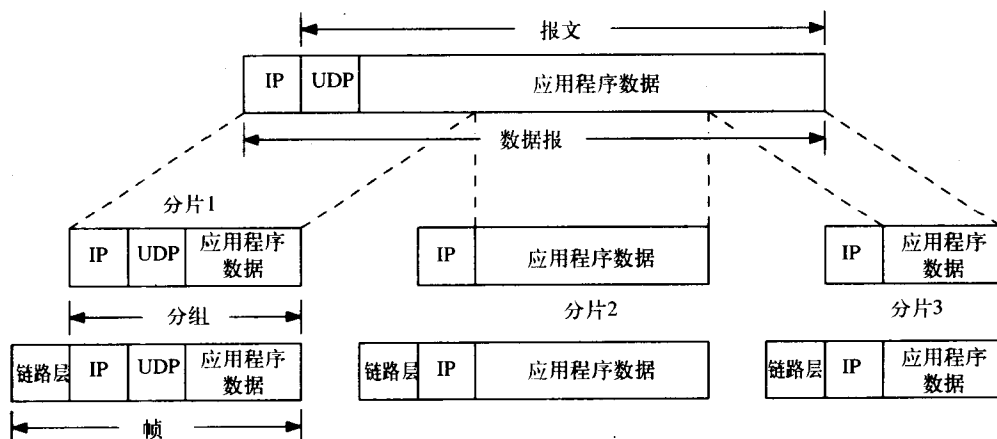 报文
IP UDP 应用程序数据
数据报
分片1
IP UDP 应用程序
数据
IP 应用程序数据
IP 应用程序
数据
分组
分片2
分片3
链路层 IP UDP 应用程序
数据
链路层 IP 应用程序数据
链路层 IP 应用程序
数据
帧